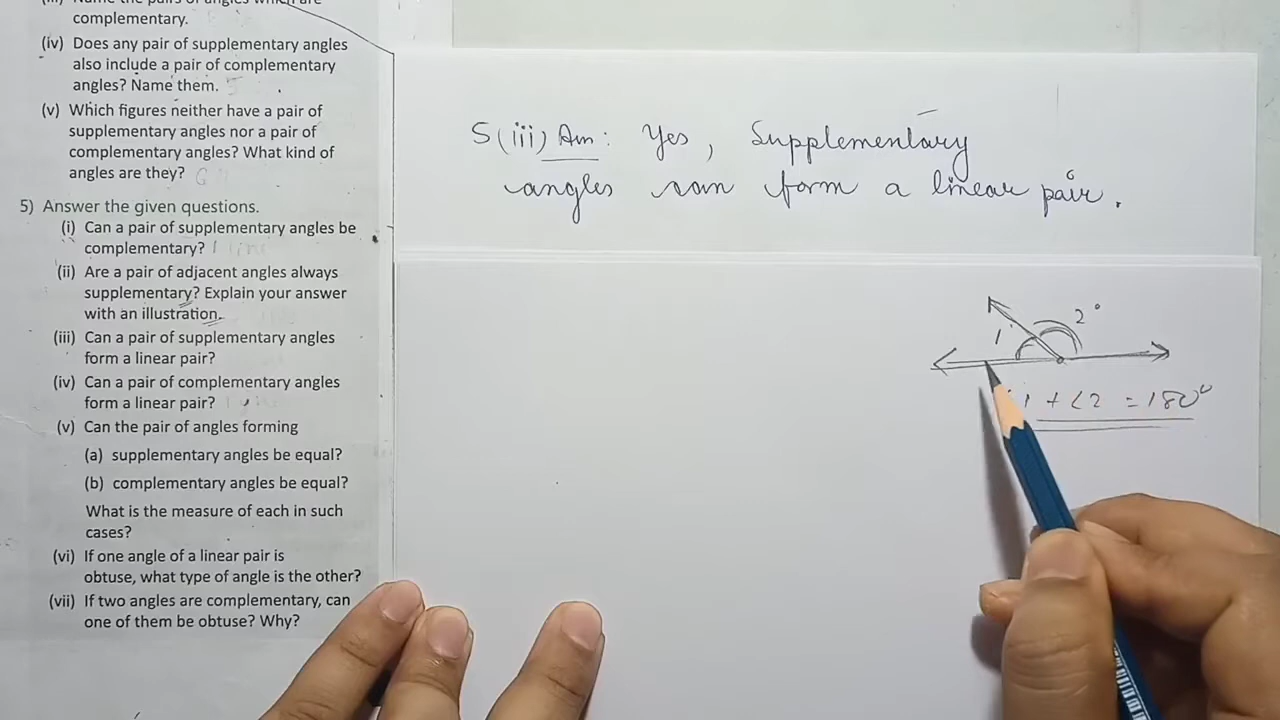 complementary.
(iv) Does any pair of supplementary angles
also include a pair of complementary
angles? Name them.
(v) Which figures neither have a pair of
supplementary angles nor a pair of
complementary angles? What kind of
angles are they?
5) Answer the given questions.
(i) Can a pair of supplementary angles be
complementary?
(ii) Are a pair of adjacent angles always
supplementary? Explain your answer
with an illustration.
(iii) Can a pair of supplementary angles
form a linear pair?
(iv) Can a pair of complementary angles
form a linear pair?
(v) Can the pair of angles forming
(a) supplementary angles be equal?
(b) complementary angles be equal?
What is the measure of each in such
cases?
(vi) If one angle of a linear pair is
obtuse, what type of angle is the other?
(vii) If two angles are complementary, can
one of them be obtuse? Why?
5(iii) Ans: Yes, Supplementary
angles can form a linear pair.
1 2°
1 + ∠2 = 180°